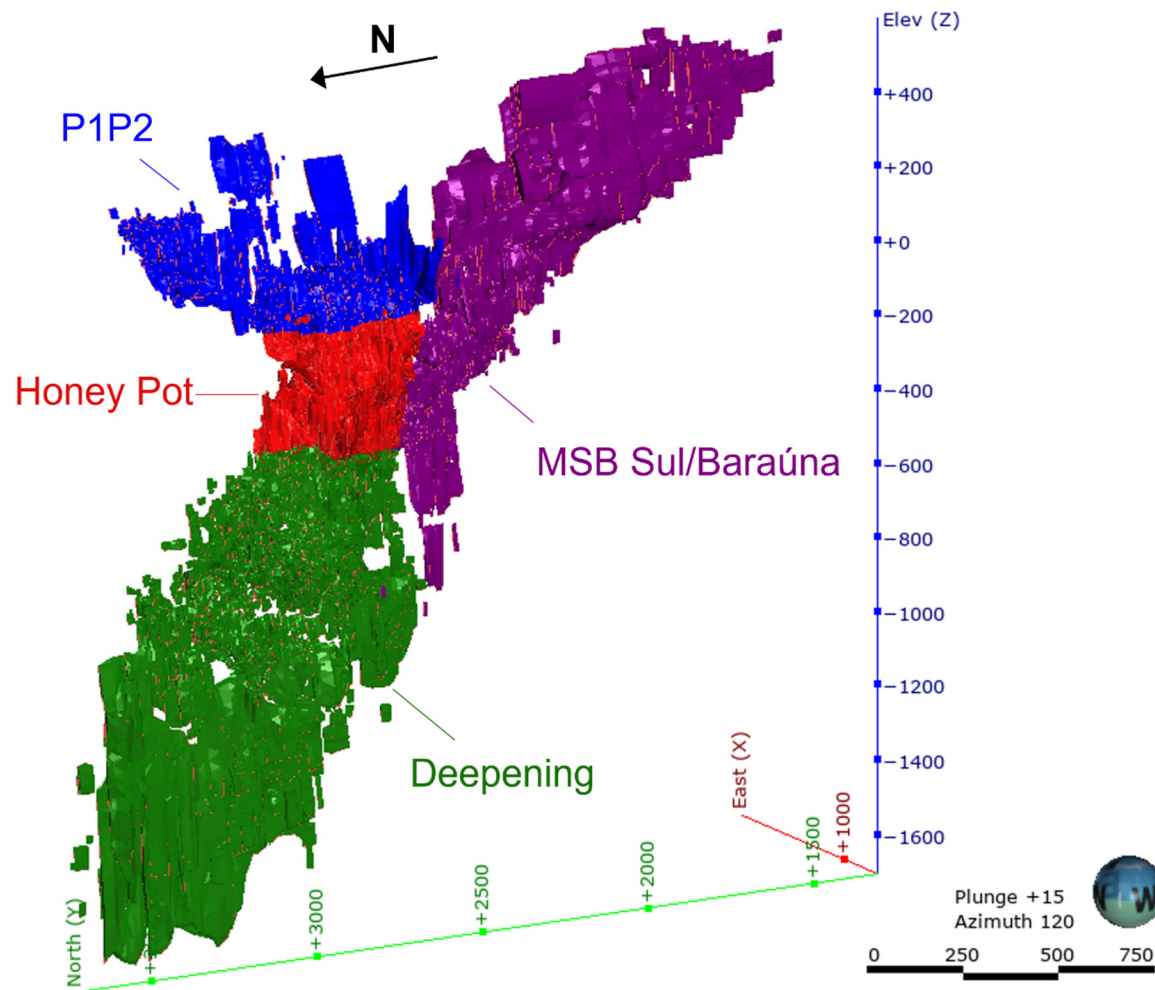 Elev (Z)
N
+400
P1P2
+200
+0
-200
Honey Pot
-400
MSB Sul/Baraúna
-600
-800
-1000
-1200
Deepening
-1400
East (X)
+1000
+1500
-1600
+2000
+2500
+3000
North (Y)
Plunge +15
Azimuth 120
W
0 250 500 750